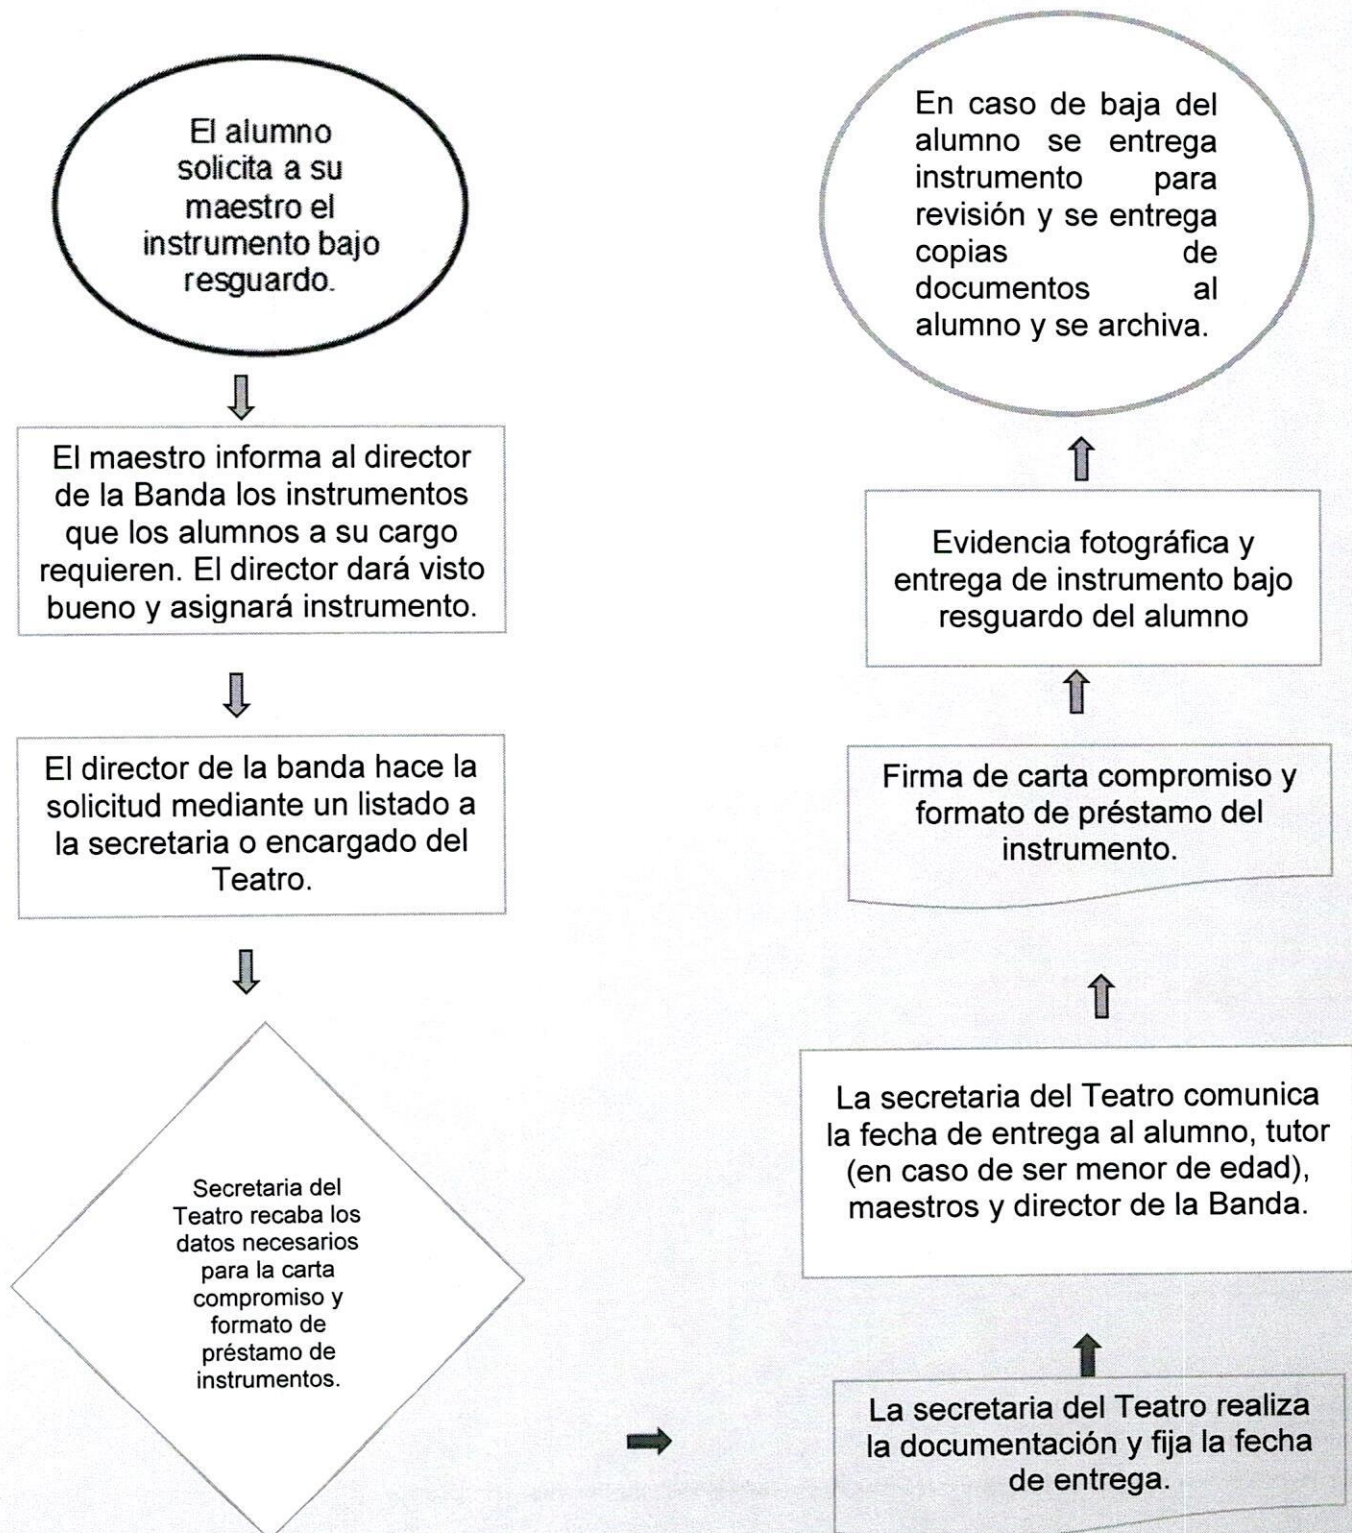 El alumno
solicita a su
maestro el
instrumento bajo
resguardo.
El maestro informa al director
de la Banda los instrumentos
que los alumnos a su cargo
requieren. El director dará visto
bueno y asignará instrumento.
El director de la banda hace la
solicitud mediante un listado a
la secretaria o encargado del
Teatro.
Secretaria del
Teatro recaba los
datos necesarios
para la carta
compromiso y
formato de
préstamo de
instrumentos.
La secretaria del Teatro realiza
la documentación y fija la fecha
de entrega.
La secretaria del Teatro comunica
la fecha de entrega al alumno, tutor
(en caso de ser menor de edad),
maestros y director de la Banda.
Firma de carta compromiso y
formato de préstamo del
instrumento.
Evidencia fotográfica y
entrega de instrumento bajo
resguardo del alumno
En caso de baja del
alumno se entrega
instrumento para
revisión y se entrega
copias de
documentos al
alumno y se archiva.